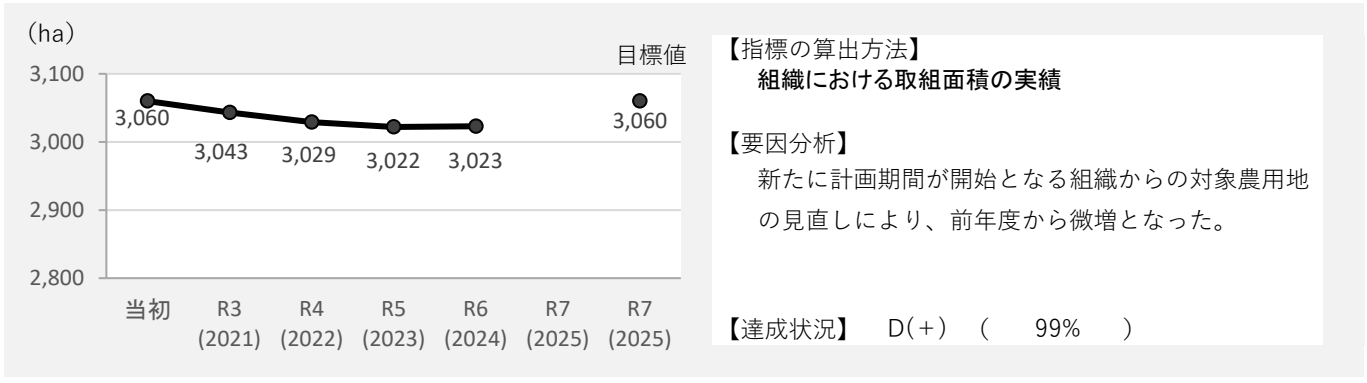 (ha)
目標値
3,100
3,000
2,900
2,800
3,060
3,043
3,029
3,022
3,023
3,060
当初 R3 R4 R5 R6 R7 R7
(2021) (2022) (2023) (2024) (2025) (2025)
【指標の算出方法】
組織における取組面積の実績
【要因分析】
新たに計画期間が開始となる組織からの対象農用地
の見直しにより、前年度から微増となった。
【達成状況】 D(+) ( 99% )